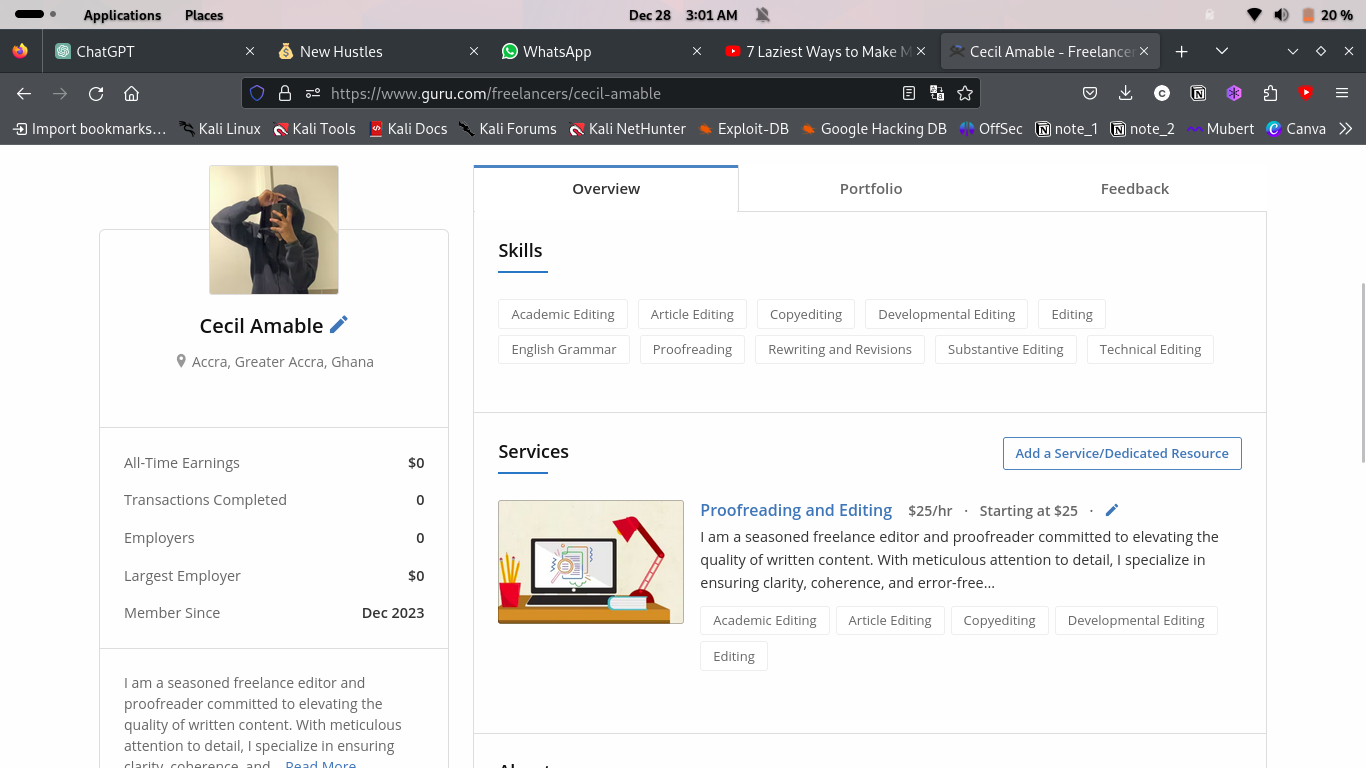 Applications Places Dec 28 3:01 AM 20 %
ChatGPT New Hustles WhatsApp 7 Laziest Ways to Make M Cecil Amable - Freelancer
https://www.guru.com/freelancers/cecil-amable
Import bookmarks… Kali Linux Kali Tools Kali Docs Kali Forums Kali NetHunter Exploit-DB Google Hacking DB OffSec note_1 note_2 Mubert Canva
Overview Portfolio Feedback
Cecil Amable
Accra, Greater Accra, Ghana
All-Time Earnings $0
Transactions Completed 0
Employers 0
Largest Employer $0
Member Since Dec 2023
I am a seasoned freelance editor and
proofreader committed to elevating the
quality of written content. With meticulous
attention to detail, I specialize in ensuring
clarity, coherence, and... Read More
Skills
Academic Editing Article Editing Copyediting Developmental Editing Editing
English Grammar Proofreading Rewriting and Revisions Substantive Editing Technical Editing
Services
Add a Service/Dedicated Resource
Proofreading and Editing $25/hr · Starting at $25 ·
I am a seasoned freelance editor and proofreader committed to elevating the
quality of written content. With meticulous attention to detail, I specialize in
ensuring clarity, coherence, and error-free...
Academic Editing Article Editing Copyediting Developmental Editing
Editing